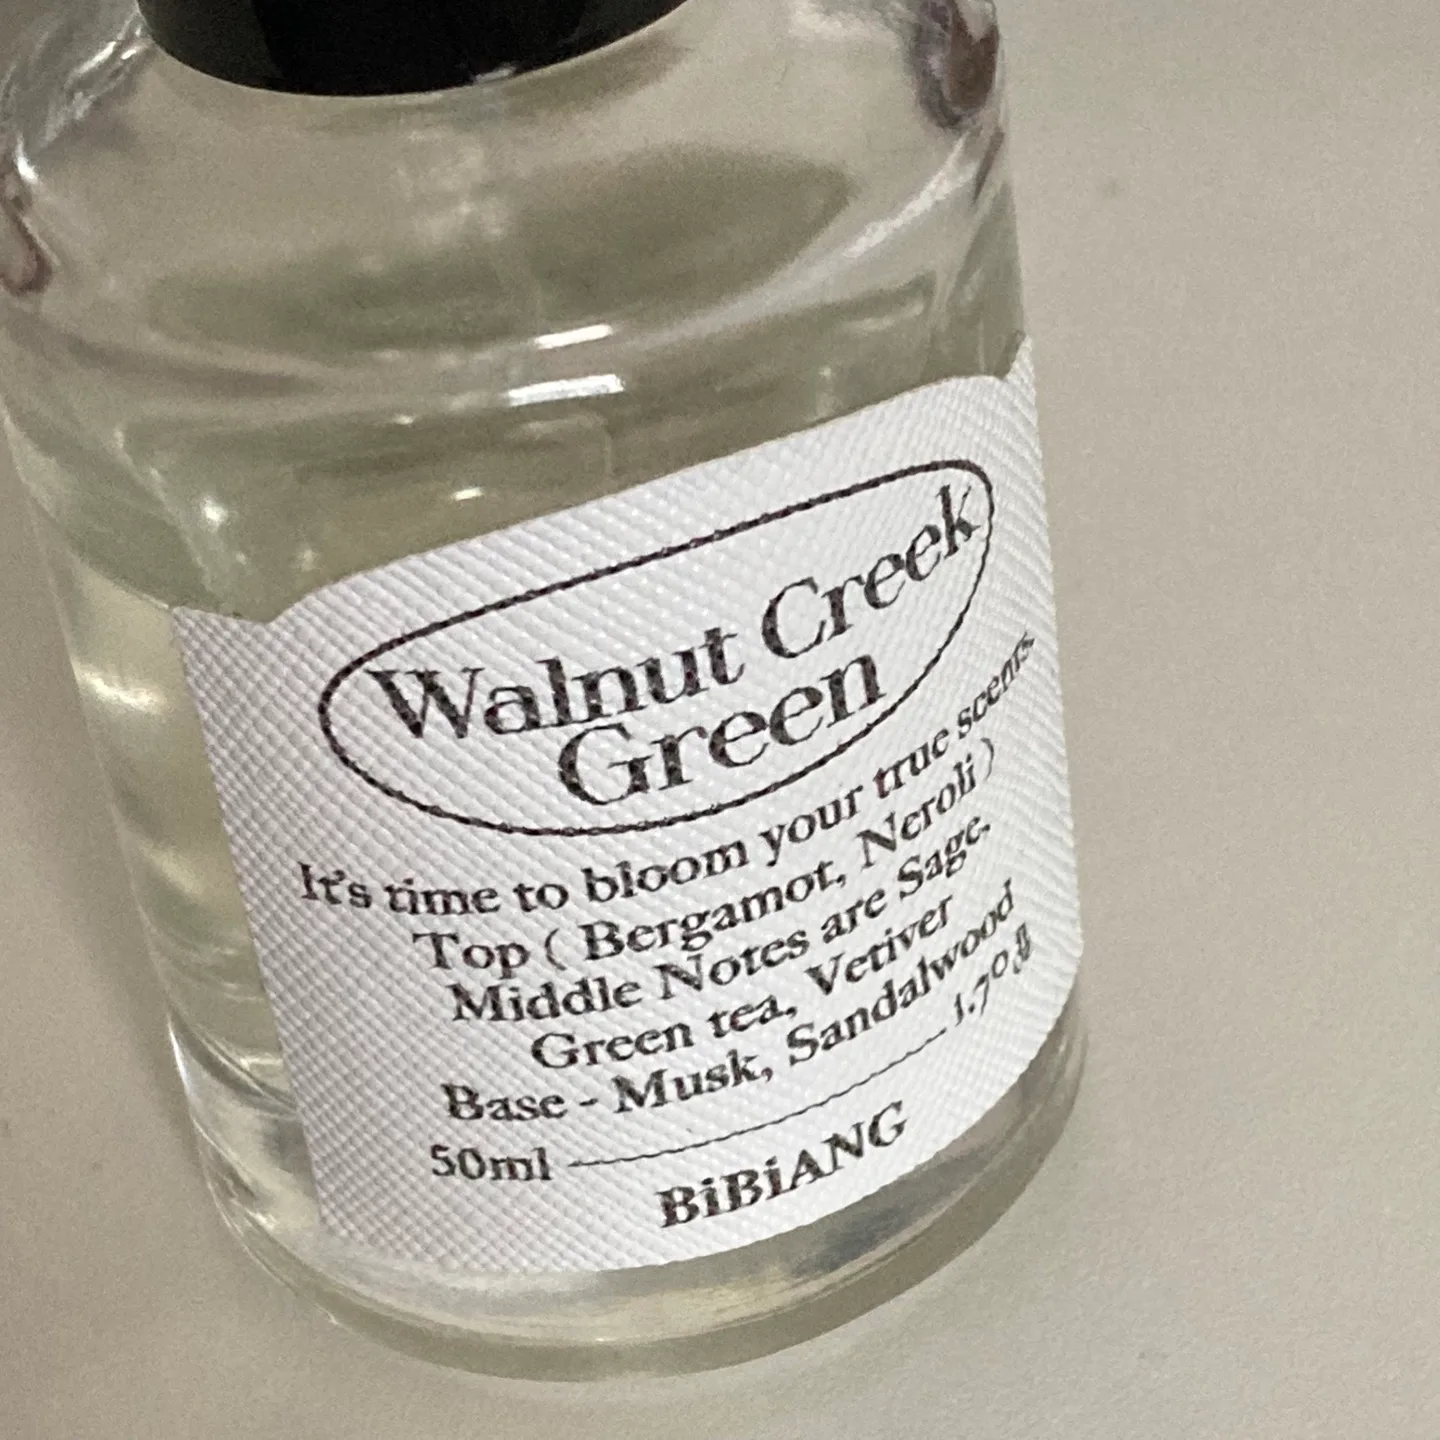 Walnut Creek
Green
It's time to bloom your true scents
Top ( Bergamot, Neroli )
Middle Notes are Sage,
Green tea, Vetiver
Base - Musk, Sandalwood
50ml 1.70
BiBiANG